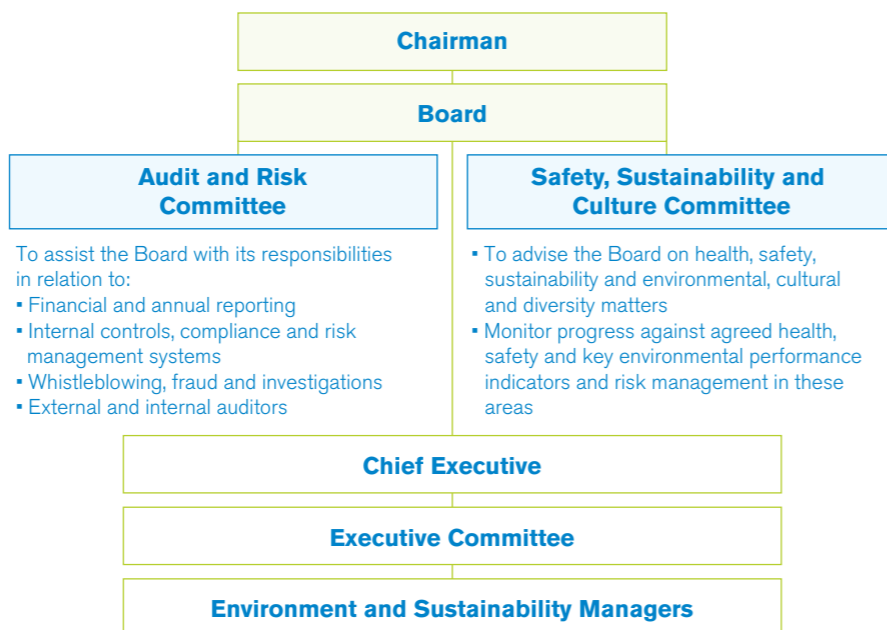 Chairman
Board
Audit and Risk
Committee
To assist the Board with its responsibilities
in relation to:
▪ Financial and annual reporting
▪ Internal controls, compliance and risk
management systems
▪ Whistleblowing, fraud and investigations
▪ External and internal auditors
Safety, Sustainability and
Culture Committee
▪ To advise the Board on health, safety,
sustainability and environmental, cultural
and diversity matters
▪ Monitor progress against agreed health,
safety and key environmental performance
indicators and risk management in these
areas
Chief Executive
Executive Committee
Environment and Sustainability Managers